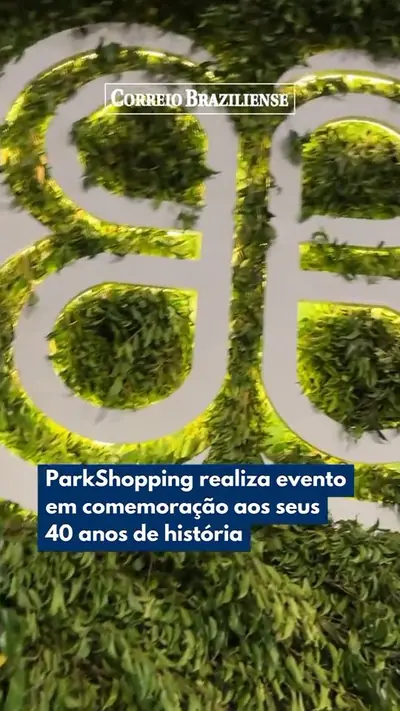 CORREIO BRAZILIENSE
ParkShopping realiza evento
em comemoração aos seus
40 anos de história